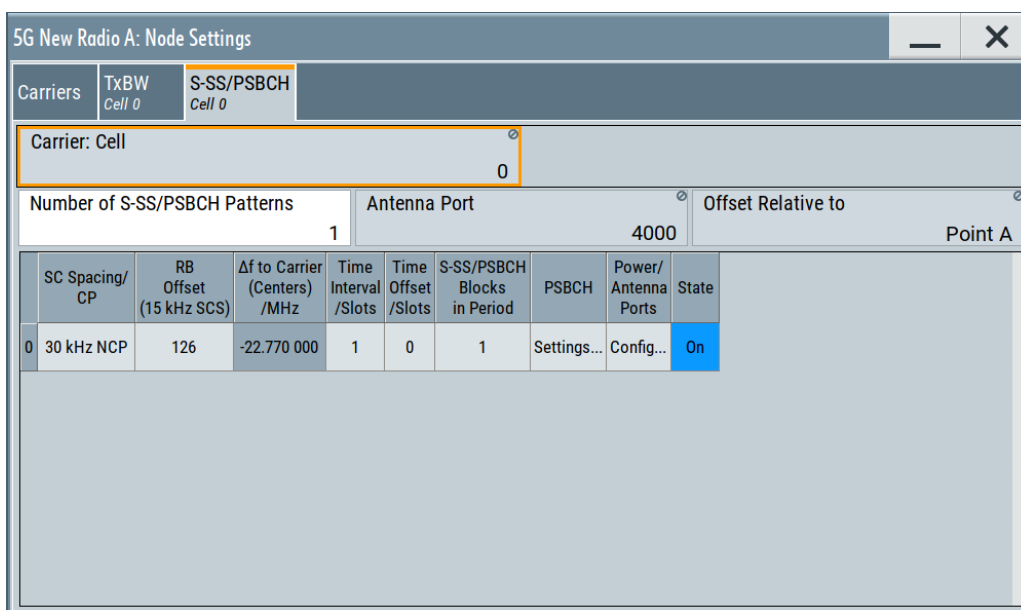 5G New Radio A: Node Settings
Carriers
TxBW
Cell 0
S-SS/PSBCH
Cell 0
Carrier: Cell
0
Number of S-SS/PSBCH Patterns
1
Antenna Port
4000
Offset Relative to
Point A
SC Spacing/
CP
RB
Offset
(15 kHz SCS)
Δf to Carrier
(Centers)
/MHz
Time
Interval
/Slots
Time
Offset
/Slots
S-SS/PSBCH
Blocks
in Period
PSBCH
Power/
Antenna
Ports
State
0 30 kHz NCP 126 -22.770 000 1 0 1 Settings... Config... On